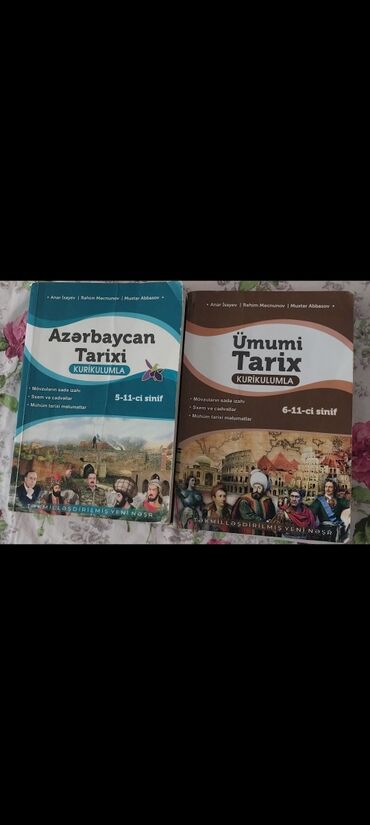 • Anar İsayev | Rahim Məcnunov | Muxtar Abbasov •
Azərbaycan
Tarixi
KURİKULUMLA
• Mövzuların sadə izahı
• Sxem və cədvəllər
• Mühüm tarixi məlumatlar
5-11-ci sinif
TƏKMİLLƏŞDİRİLMİŞ YENİ NƏŞR
• Anar İsayev | Rahim Məcnunov | Muxtar Abbasov •
Ümumi
Tarix
KURİKULUMLA
• Mövzuların sadə izahı
• Sxem və cədvəllər
• Mühüm tarixi məlumatlar
6-11-ci sinif
TƏKMİLLƏŞDİRİLMİŞ YENİ NƏŞR